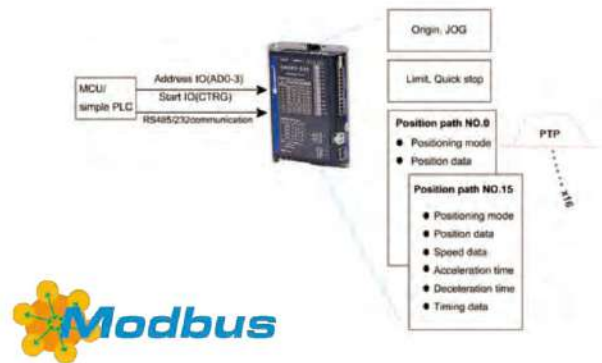 Origin, JOG
Limit, Quick stop
MCU/
simple PLC
Address IO(AD0-3)
Start IO(CTRG)
RS485/232communication
Position path NO.0
● Positioning mode
● Position data
PTP
x16
Position path NO.15
● Positioning mode
● Position data
● Speed data
● Acceleration time
● Deceleration time
● Timing data
Modbus